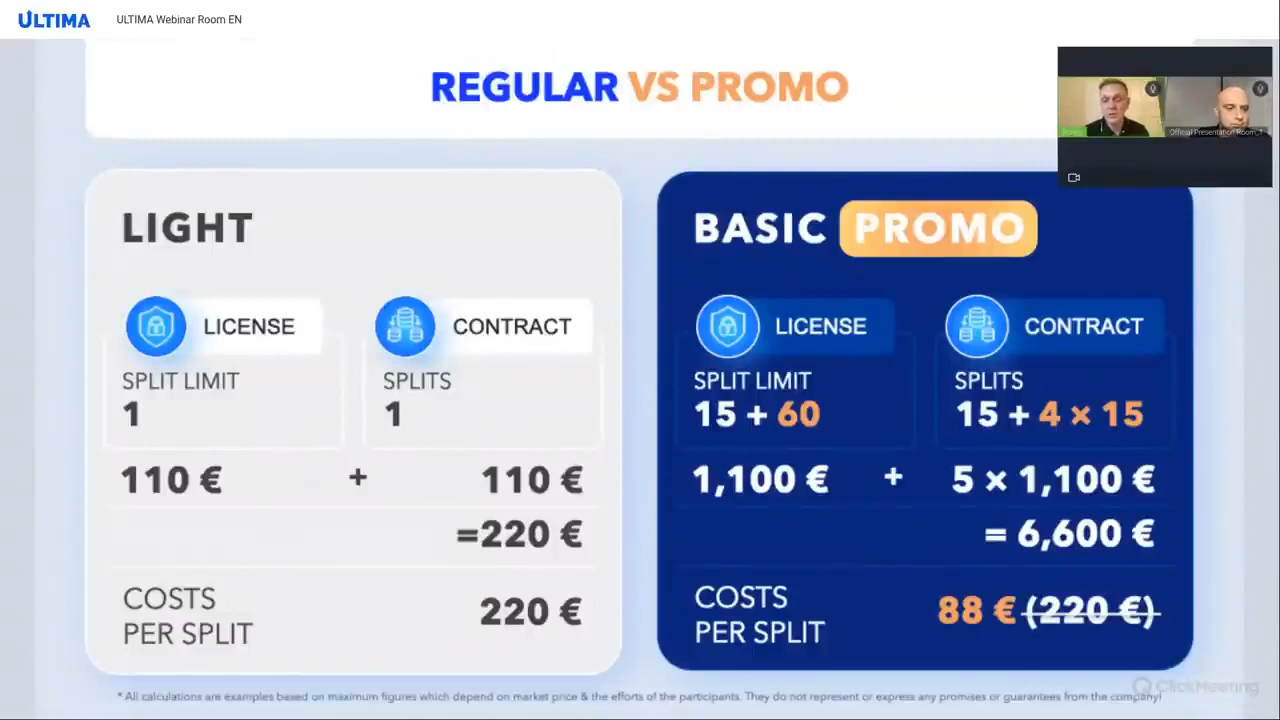 ULTIMA
ULTIMA Webinar Room EN
REGULAR VS PROMO
LIGHT
LICENSE
CONTRACT
SPLIT LIMIT
SPLITS
1
1
110 € + 110 €
=220 €
COSTS
PER SPLIT
220 €
BASIC PROMO
LICENSE
CONTRACT
SPLIT LIMIT
SPLITS
15 + 60
15 + 4 × 15
1,100 € + 5 × 1,100 €
= 6,600 €
COSTS
PER SPLIT
88 € (220 €)
Official Presentation Room_1
* All calculations are examples based on maximum figures which depend on market price & the efforts of the participants. They do not represent or express any promises or guarantees from the company!
ClickMeeting